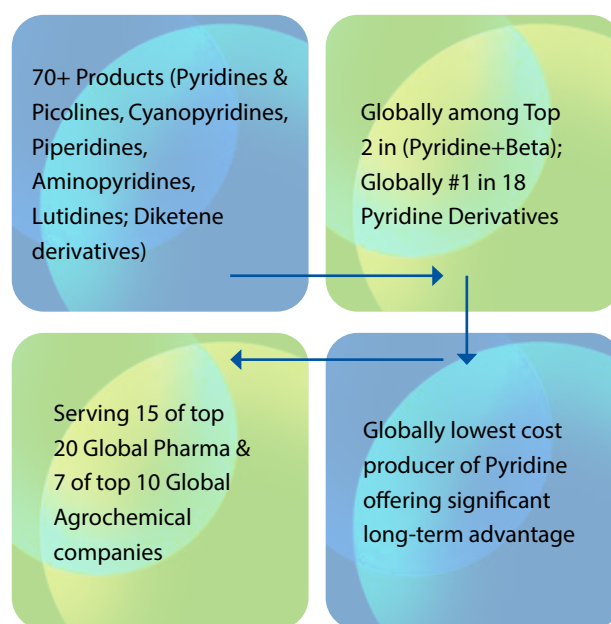 70+ Products (Pyridines &
Picolines, Cyanopyridines,
Piperidines,
Aminopyridines,
Lutidines; Diketene
derivatives)
Globally among Top
2 in (Pyridine+Beta);
Globally #1 in 18
Pyridine Derivatives
Globally lowest cost
producer of Pyridine
offering significant
long-term advantage
Serving 15 of top
20 Global Pharma &
7 of top 10 Global
Agrochemical
companies